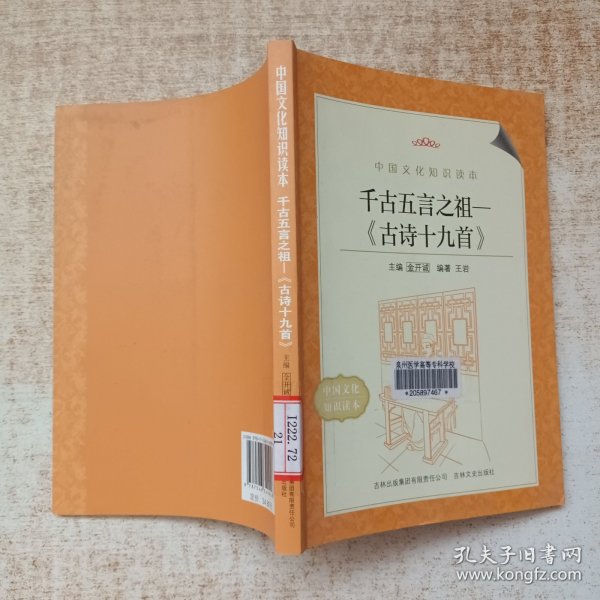 中国文化知识读本
千古五言之祖—《古诗十九首》
主编
I222.72
21
中国文化知识读本
千古五言之祖—
《古诗十九首》
主编 金开诚 编著 王岩
泉州医学高等专科学校
*205897467*
中国文化
知识读本
吉林出版集团有限责任公司 吉林文史出版社
孔夫子旧书网
www.kongfz.com